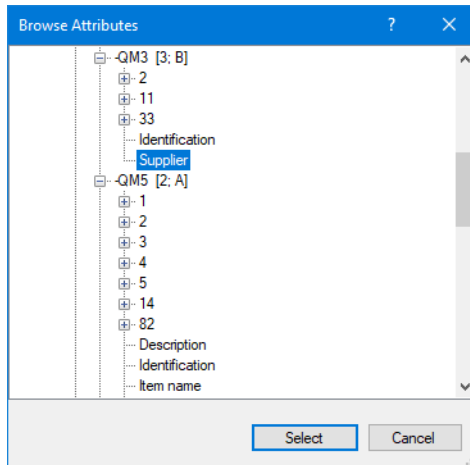 Browse Attributes ?
-QM3 [3; B]
2
11
33
Identification
Supplier
-QM5 [2; A]
1
2
3
4
5
14
82
Description
Identification
Item name
Select Cancel